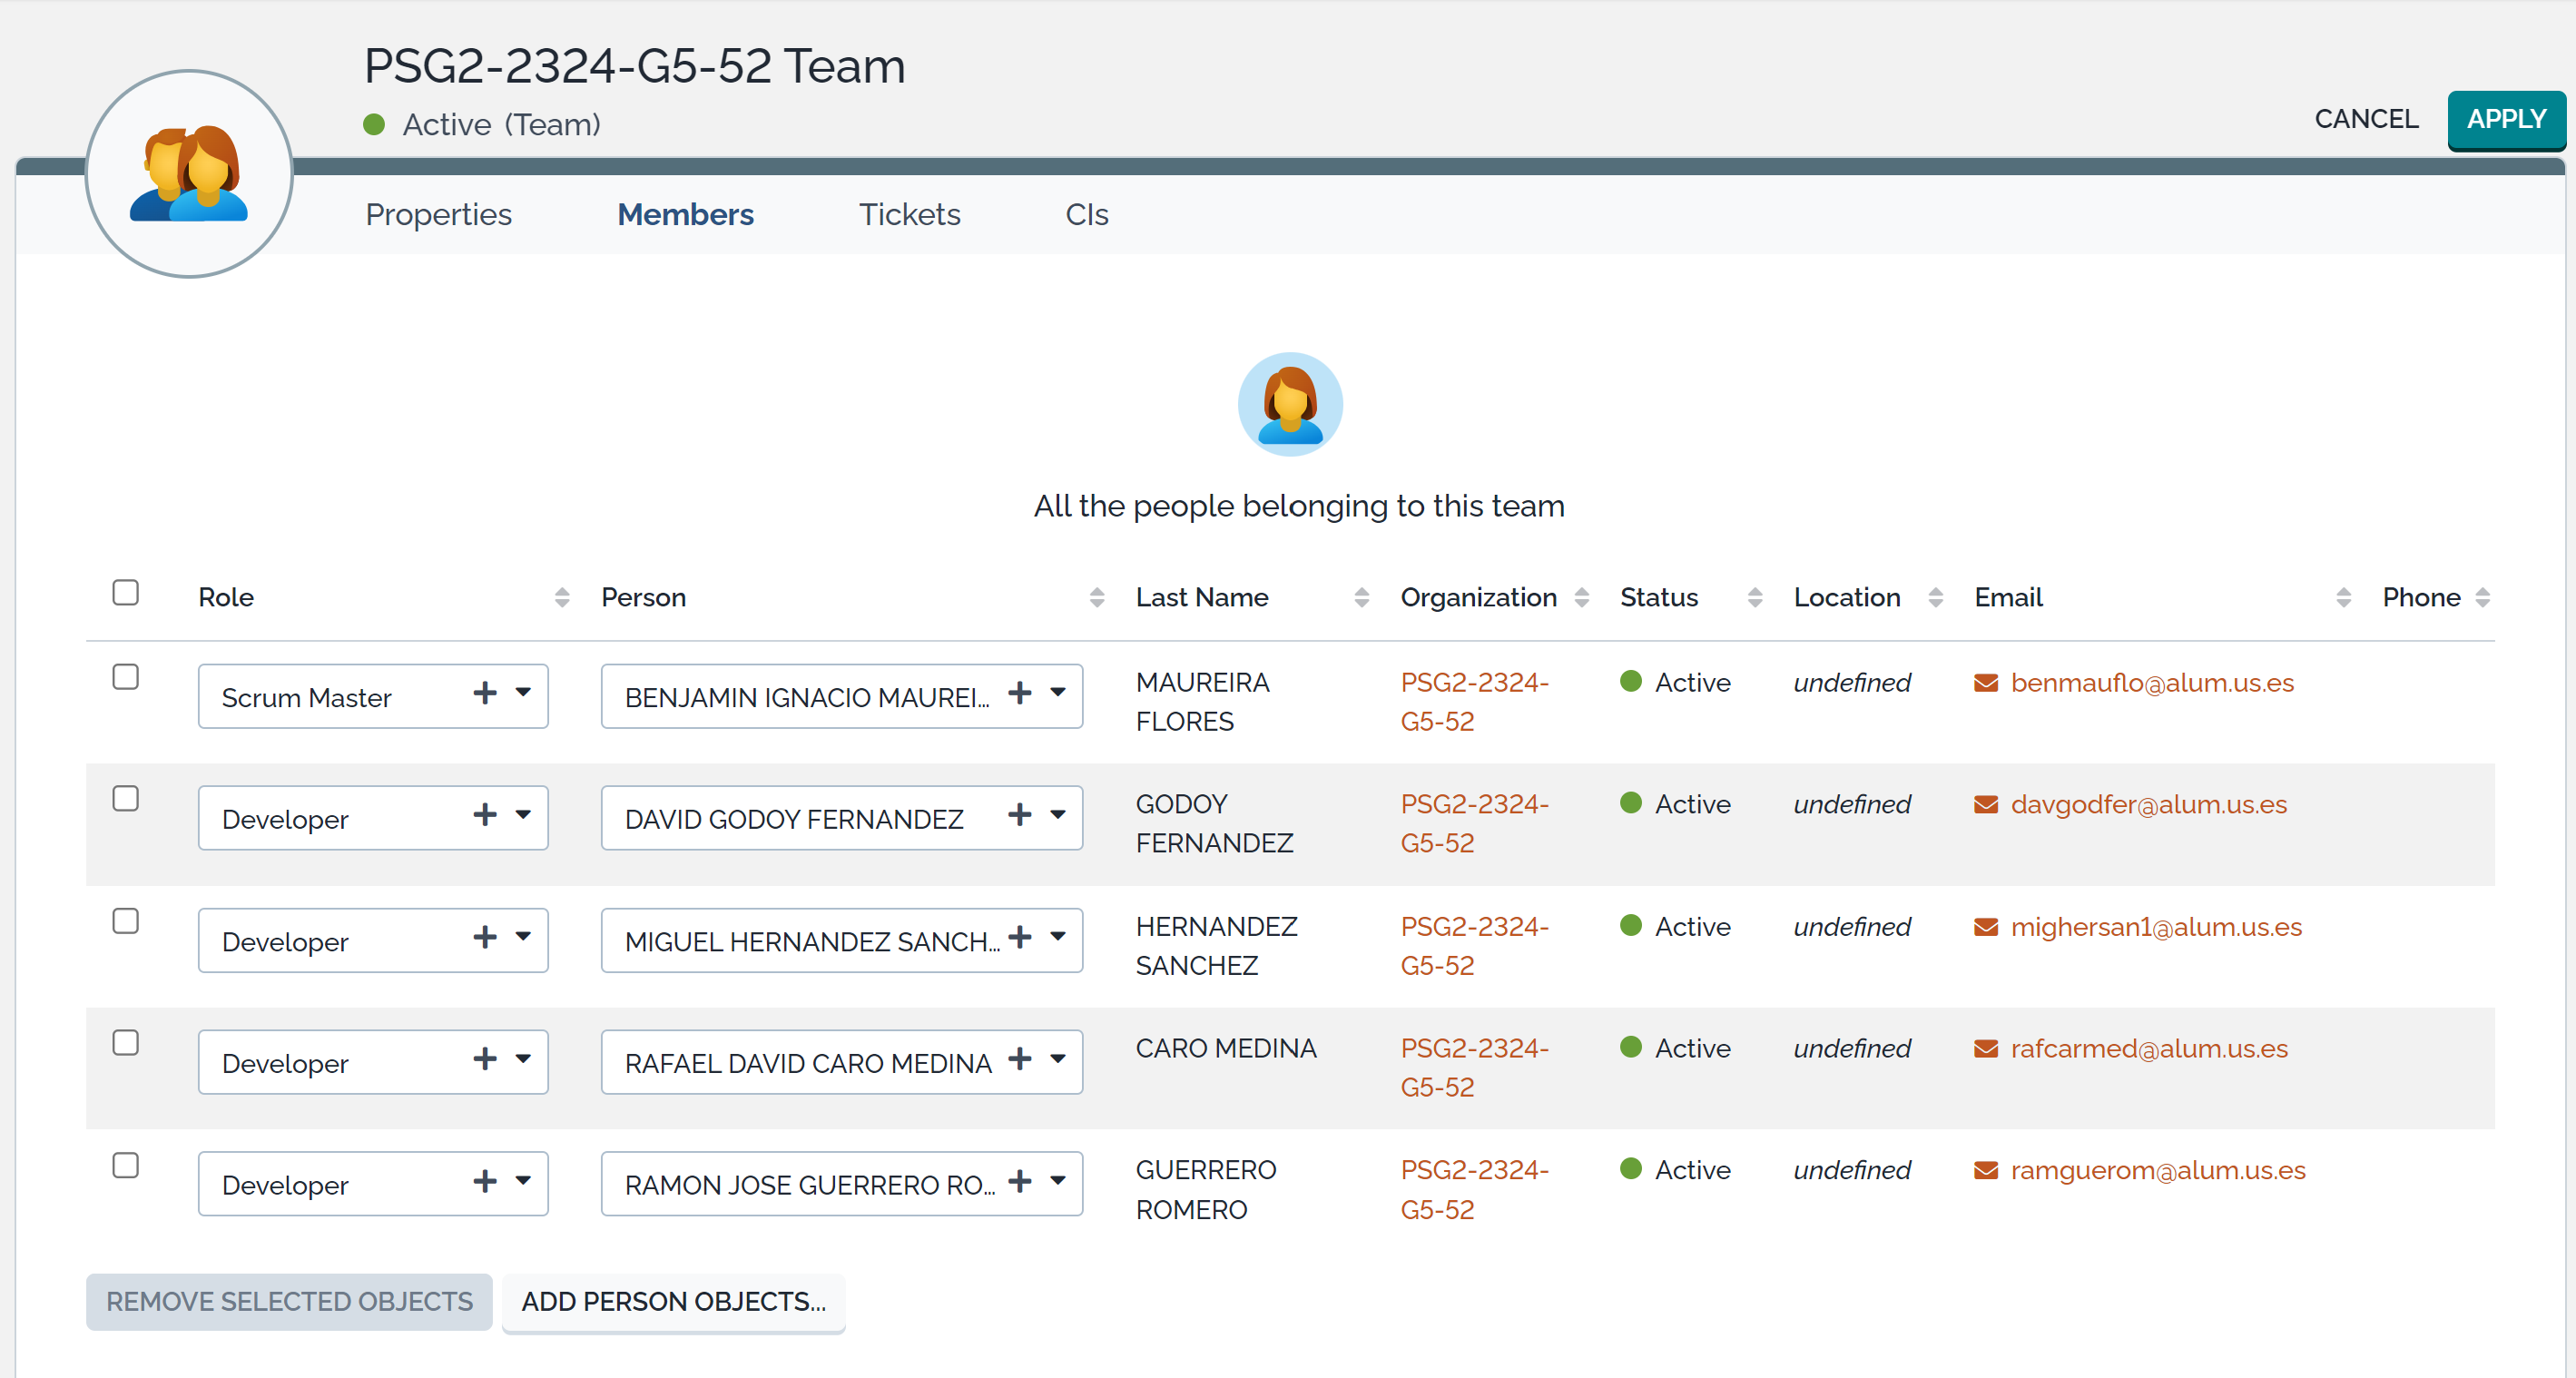 PSG2-2324-G5-52 Team
Active (Team)
CANCEL
APPLY
Properties Members Tickets CIs
All the people belonging to this team
Role Person Last Name Organization Status Location Email Phone
Scrum Master BENJAMIN IGNACIO MAUREI... MAUREIRA FLORES PSG2-2324-G5-52 Active undefined benmauflo@alum.us.es
Developer DAVID GODOY FERNANDEZ GODOY FERNANDEZ PSG2-2324-G5-52 Active undefined davgodfer@alum.us.es
Developer MIGUEL HERNANDEZ SANCH... HERNANDEZ SANCHEZ PSG2-2324-G5-52 Active undefined mighersan1@alum.us.es
Developer RAFAEL DAVID CARO MEDINA CARO MEDINA PSG2-2324-G5-52 Active undefined rafcarmed@alum.us.es
Developer RAMON JOSE GUERRERO RO... GUERRERO ROMERO PSG2-2324-G5-52 Active undefined ramguerom@alum.us.es
REMOVE SELECTED OBJECTS ADD PERSON OBJECTS...